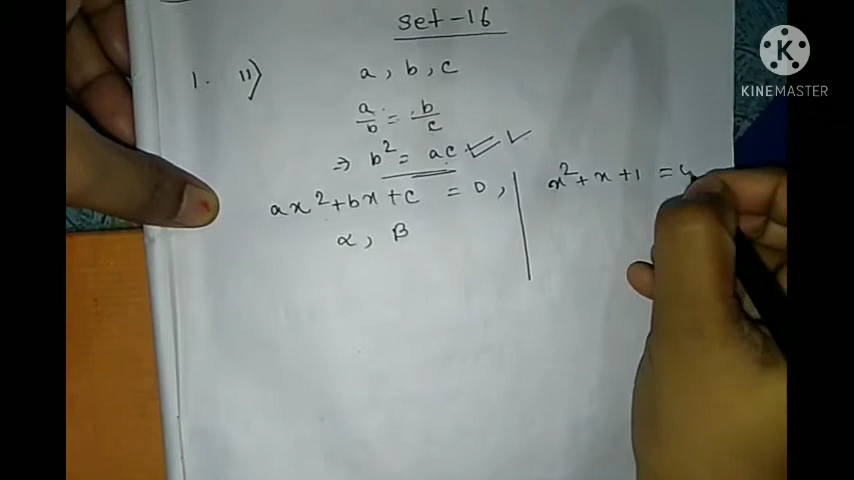 Set-16
1. ii) a, b, c
a/b = b/c
⇒ b² = ac
ax² + bx + c = 0, x² + x + 1 =
α, β
KINEMASTER